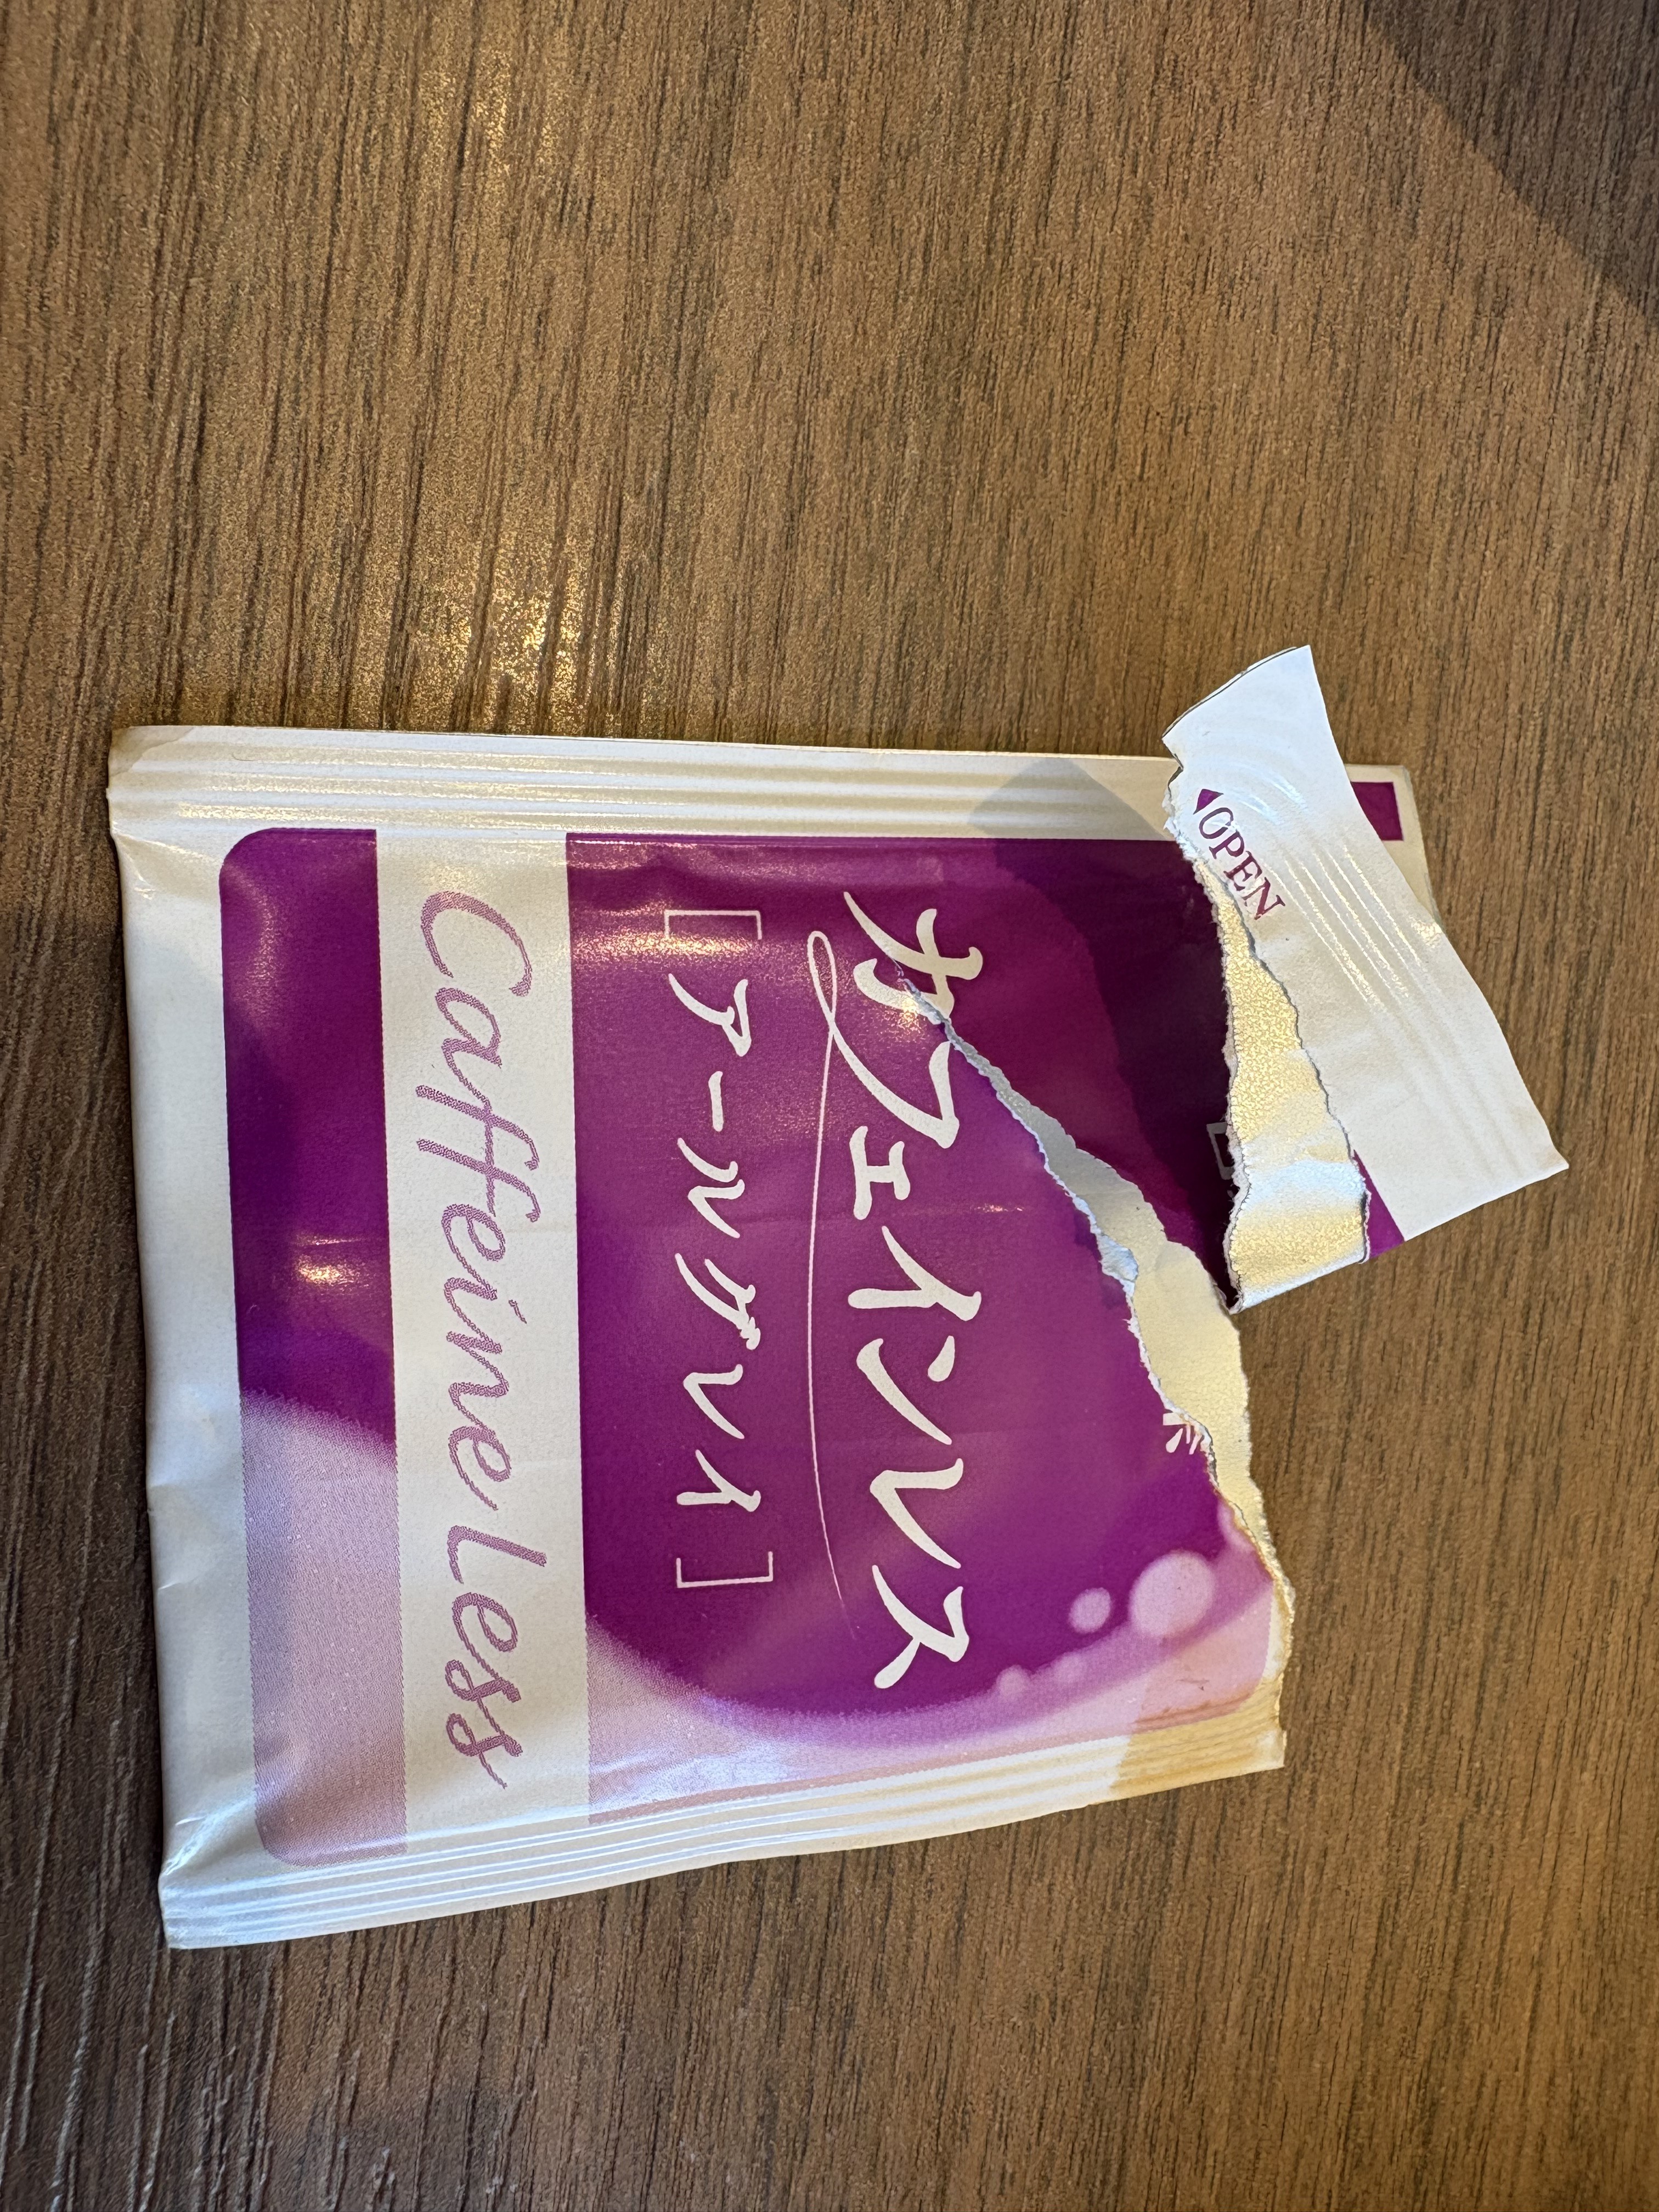 ◀OPEN
カフェインレス
[アールグレイ]
Caffeine Less